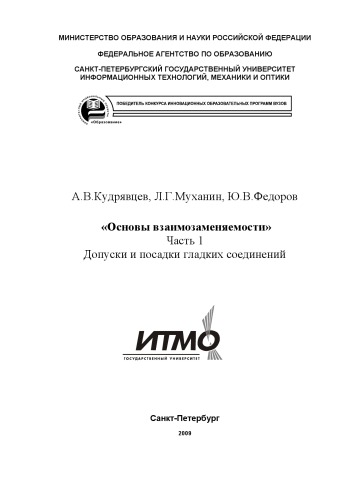 МИНИСТЕРСТВО ОБРАЗОВАНИЯ И НАУКИ РОССИЙСКОЙ ФЕДЕРАЦИИ
ФЕДЕРАЛЬНОЕ АГЕНТСТВО ПО ОБРАЗОВАНИЮ
САНКТ-ПЕТЕРБУРГСКИЙ ГОСУДАРСТВЕННЫЙ УНИВЕРСИТЕТ
ИНФОРМАЦИОННЫХ ТЕХНОЛОГИЙ, МЕХАНИКИ И ОПТИКИ
ПОБЕДИТЕЛЬ КОНКУРСА ИННОВАЦИОННЫХ ОБРАЗОВАТЕЛЬНЫХ ПРОГРАММ ВУЗОВ
«Образование»
А.В.Кудрявцев, Л.Г.Муханин, Ю.В.Федоров
«Основы взаимозаменяемости»
Часть 1
Допуски и посадки гладких соединений
ИТМО
ГОСУДАРСТВЕННЫЙ УНИВЕРСИТЕТ
Санкт-Петербург
2009